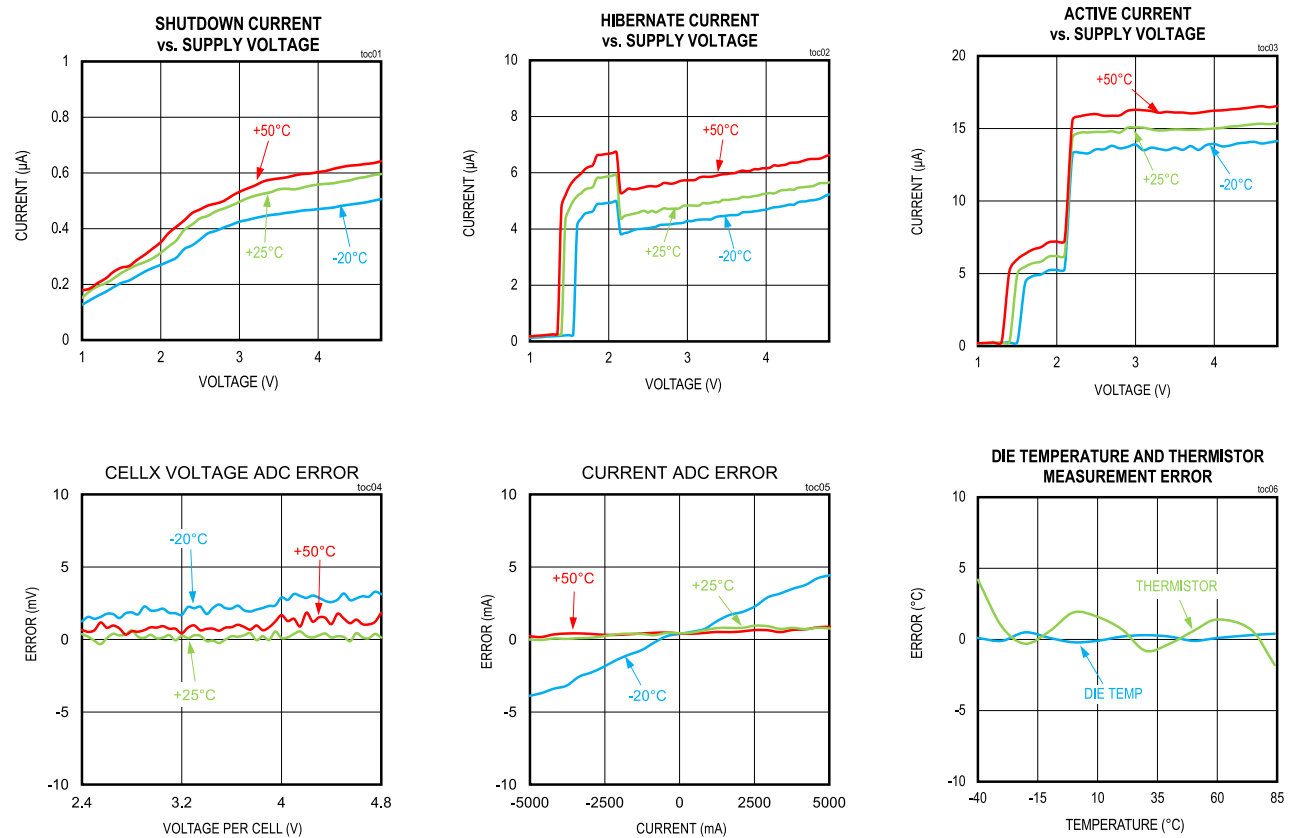 SHUTDOWN CURRENT
vs. SUPPLY VOLTAGE
toc01
1
0.8
0.6
0.4
0.2
0
CURRENT (µA)
+50°C
+25°C
-20°C
1
2
3
4
VOLTAGE (V)
HIBERNATE CURRENT
vs. SUPPLY VOLTAGE
toc02
10
8
6
4
2
0
CURRENT (µA)
+50°C
+25°C
-20°C
1
2
3
4
VOLTAGE (V)
ACTIVE CURRENT
vs. SUPPLY VOLTAGE
toc03
20
15
10
5
0
CURRENT (µA)
+50°C
+25°C
-20°C
1
2
3
4
VOLTAGE (V)
CELLX VOLTAGE ADC ERROR
toc04
10
5
0
-5
-10
ERROR (mV)
-20°C
+50°C
+25°C
2.4
3.2
4
4.8
VOLTAGE PER CELL (V)
CURRENT ADC ERROR
toc05
10
5
0
-5
-10
ERROR (mA)
+50°C
+25°C
-20°C
-5000
-2500
0
2500
5000
CURRENT (mA)
DIE TEMPERATURE AND THERMISTOR
MEASUREMENT ERROR
toc06
10
5
0
-5
-10
ERROR (°C)
THERMISTOR
DIE TEMP
-40
-15
10
35
60
85
TEMPERATURE (°C)